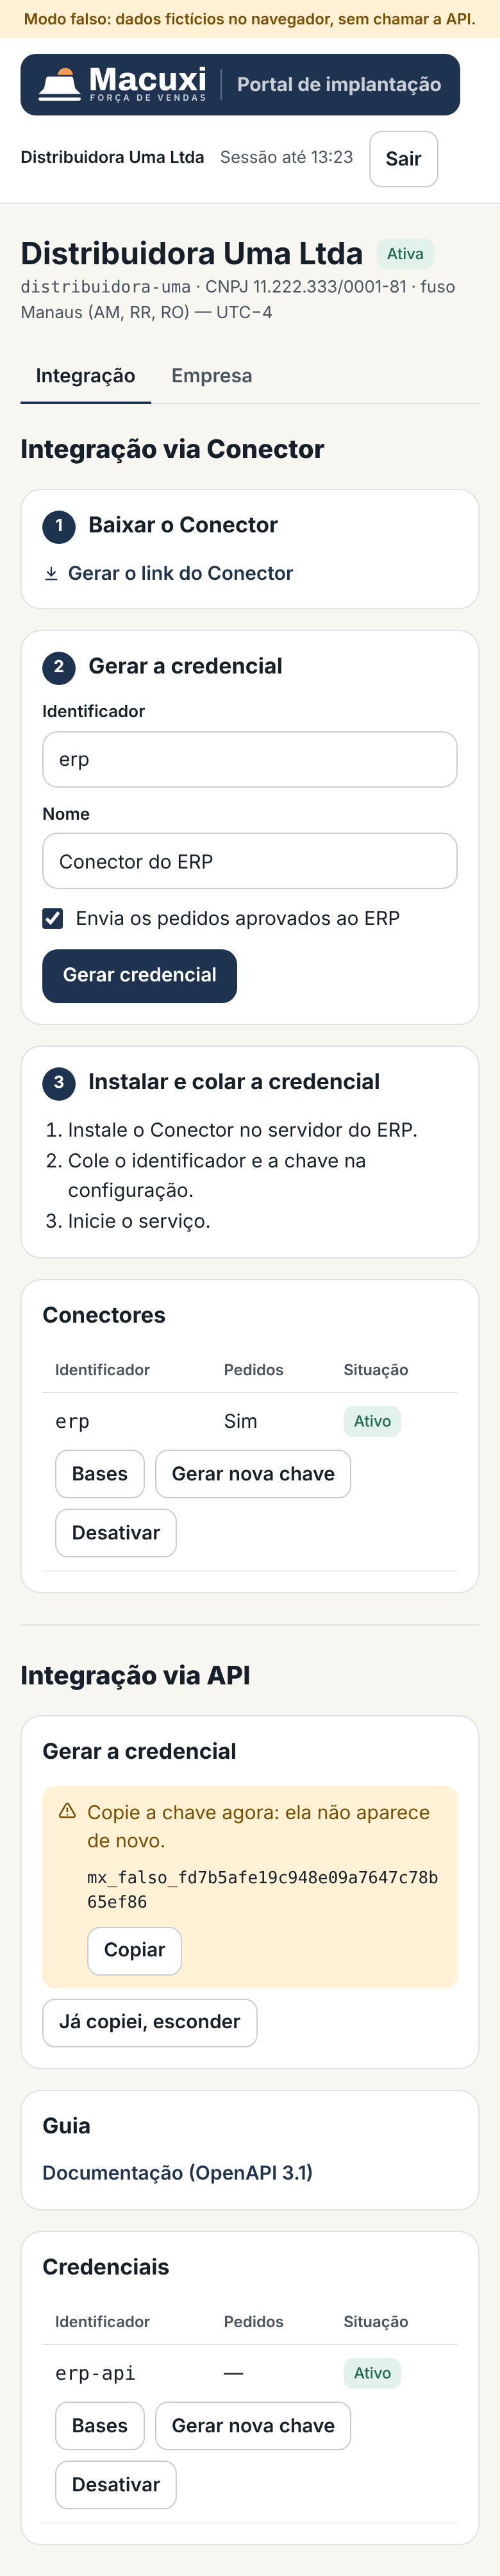 Modo falso: dados fictícios no navegador, sem chamar a API.
Macuxi
FORÇA DE VENDAS
Portal de implantação
Distribuidora Uma Ltda Sessão até 13:23 Sair
Distribuidora Uma Ltda Ativa
distribuidora-uma · CNPJ 11.222.333/0001-81 · fuso
Manaus (AM, RR, RO) — UTC−4
Integração Empresa
Integração via Conector
1 Baixar o Conector
Gerar o link do Conector
2 Gerar a credencial
Identificador
erp
Nome
Conector do ERP
Envia os pedidos aprovados ao ERP
Gerar credencial
3 Instalar e colar a credencial
1. Instale o Conector no servidor do ERP.
2. Cole o identificador e a chave na
configuração.
3. Inicie o serviço.
Conectores
Identificador Pedidos Situação
erp Sim Ativo
Bases Gerar nova chave
Desativar
Integração via API
Gerar a credencial
Copie a chave agora: ela não aparece
de novo.
mx_falso_fd7b5afe19c948e09a7647c78b
65ef86
Copiar
Já copiei, esconder
Guia
Documentação (OpenAPI 3.1)
Credenciais
Identificador Pedidos Situação
erp-api — Ativo
Bases Gerar nova chave
Desativar